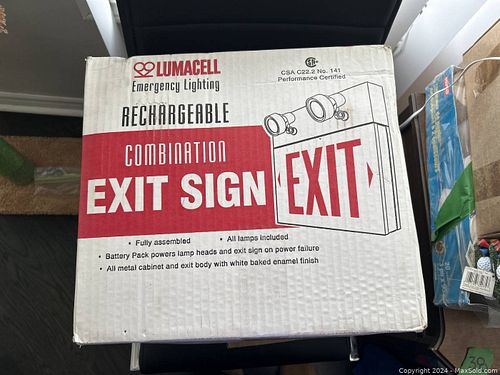 LUMACELL
Emergency Lighting
CSA C22.2 No. 141
Performance Certified
RECHARGEABLE
COMBINATION
EXIT SIGN
EXIT
• Fully assembled • All lamps included
• Battery Pack powers lamp heads and exit sign on power failure
• All metal cabinet and exit body with white baked enamel finish
30
Copyright 2024 - MaxSold.com